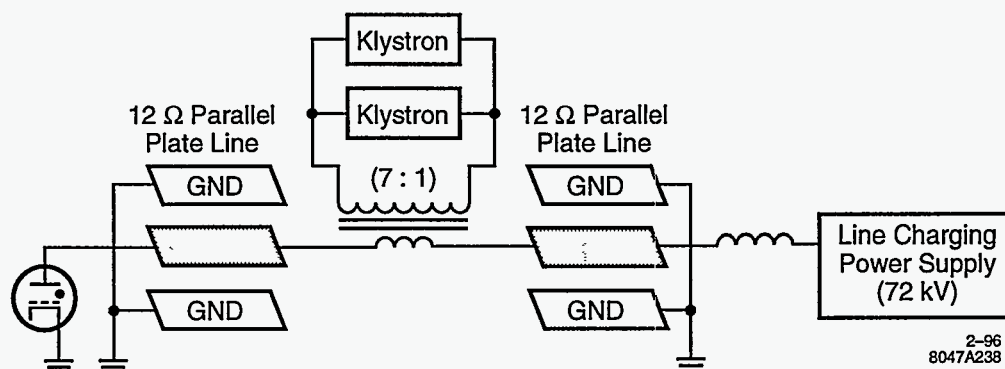 Klystron
Klystron
12 Ω Parallel
Plate Line
12 Ω Parallel
Plate Line
(7 : 1)
GND
GND
Line Charging
Power Supply
(72 kV)
GND
GND
2–96
8047A238